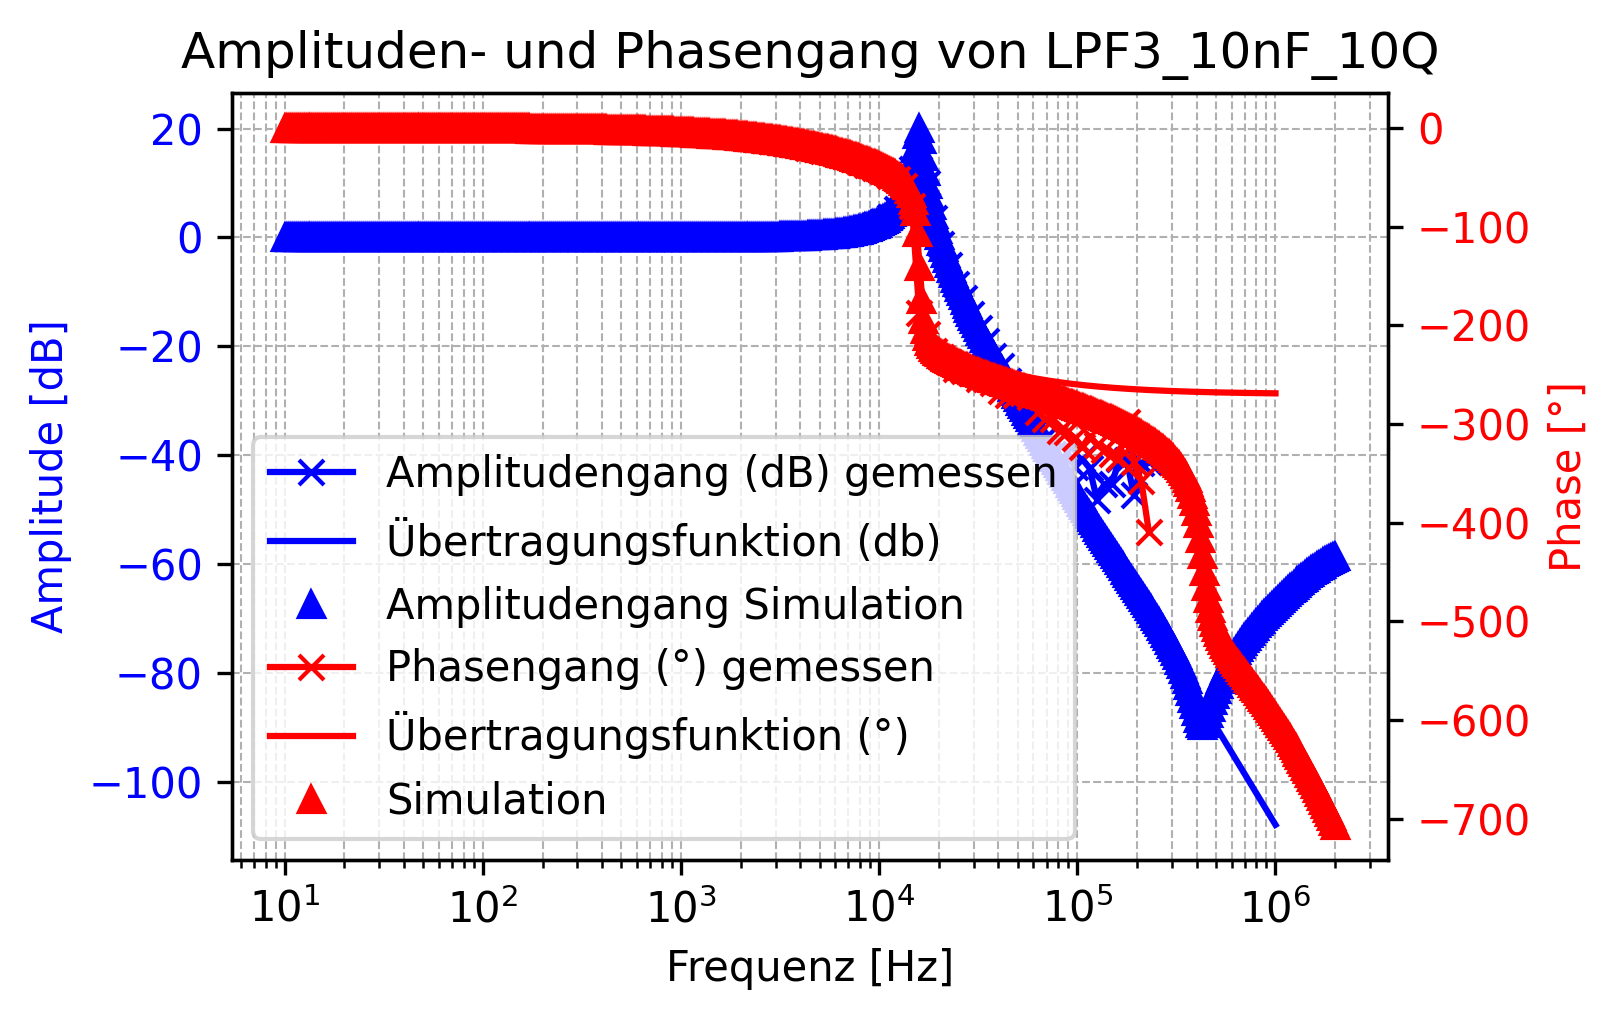 Amplituden- und Phasengang von LPF3_10nF_10Q
20
0
−20
−40
−60
−80
−100
Amplitude [dB]
0
−100
−200
−300
−400
−500
−600
−700
Phase [°]
Amplitudengang (dB) gemessen
Übertragungsfunktion (db)
Amplitudengang Simulation
Phasengang (°) gemessen
Übertragungsfunktion (°)
Simulation
10¹ 10² 10³ 10⁴ 10⁵ 10⁶
Frequenz [Hz]